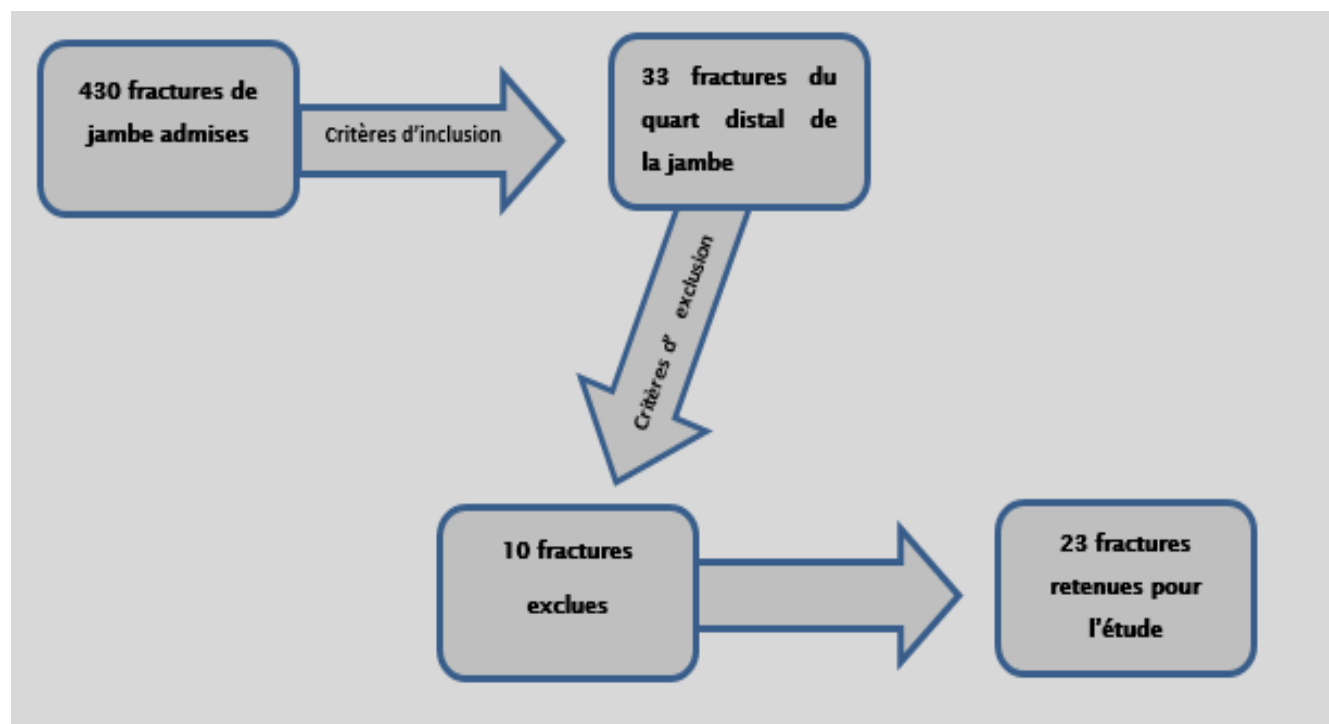 430 fractures de
jambe admises
Critères d'inclusion
33 fractures du
quart distal de
la jambe
Critères d' exclusion
10 fractures
exclues
23 fractures
retenues pour
l'étude